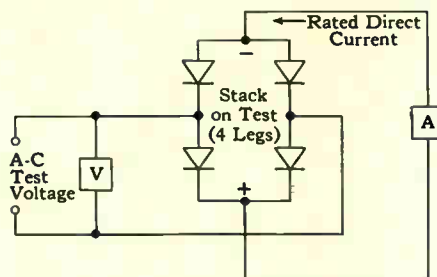 Rated Direct
Current
−
Stack
on Test
(4 Legs)
A
A-C
Test
Voltage
V
+